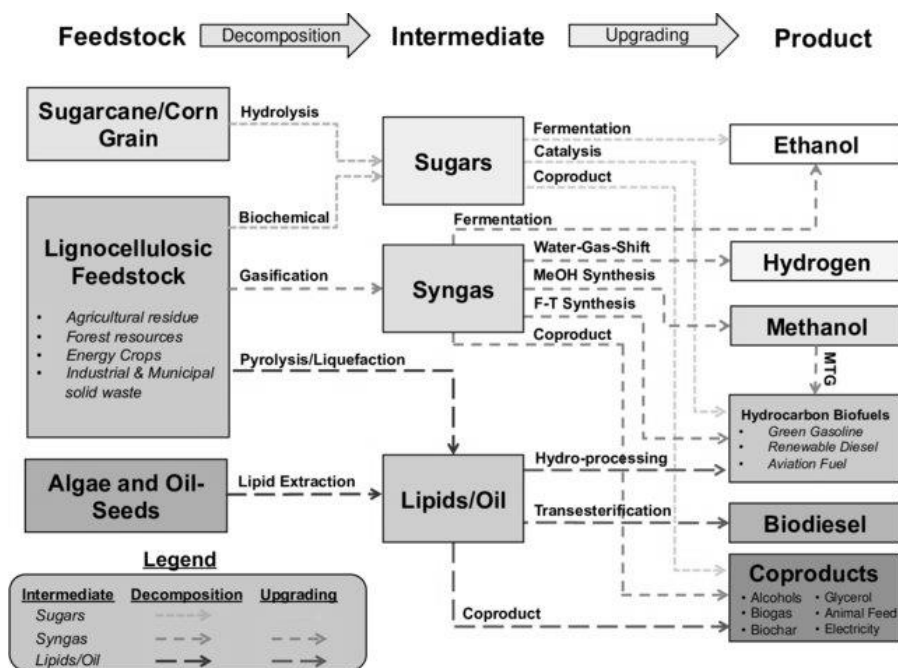 Feedstock
Decomposition
Intermediate
Upgrading
Product
Sugarcane/Corn
Grain
Hydrolysis
Sugars
Fermentation
Catalysis
Coproduct
Ethanol
Biochemical
Lignocellulosic
Feedstock
• Agricultural residue
• Forest resources
• Energy Crops
• Industrial & Municipal
solid waste
Gasification
Fermentation
Syngas
Water-Gas-Shift
MeOH Synthesis
F-T Synthesis
Coproduct
Hydrogen
Methanol
MTG
Pyrolysis/Liquefaction
Hydrocarbon Biofuels
• Green Gasoline
• Renewable Diesel
• Aviation Fuel
Algae and Oil-
Seeds
Lipid Extraction
Lipids/Oil
Hydro-processing
Transesterification
Coproduct
Biodiesel
Coproducts
• Alcohols • Glycerol
• Biogas • Animal Feed
• Biochar • Electricity
Legend
Intermediate Decomposition Upgrading
Sugars
Syngas
Lipids/Oil